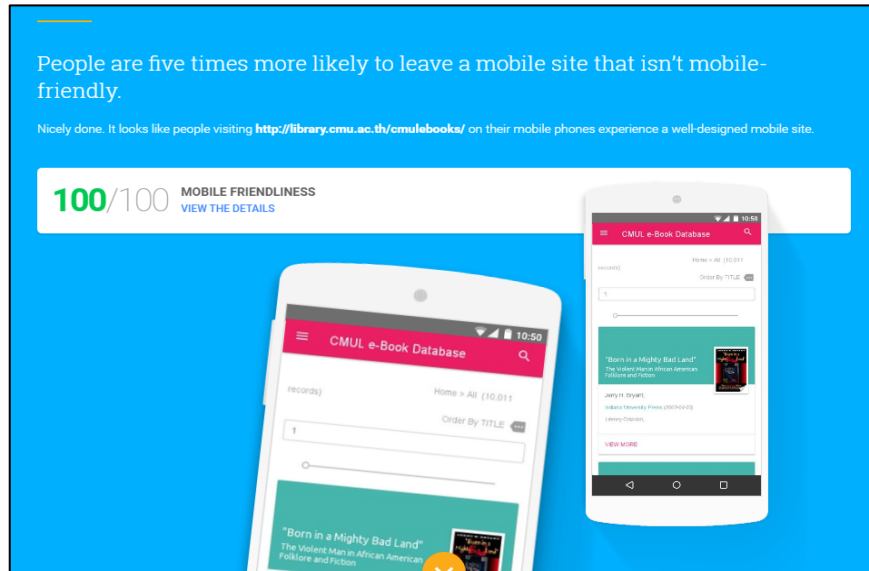 People are five times more likely to leave a mobile site that isn't mobile-
friendly.
Nicely done. It looks like people visiting http://library.cmu.ac.th/cmulebooks/ on their mobile phones experience a well-designed mobile site.
100/100
MOBILE FRIENDLINESS
VIEW THE DETAILS
10:50
CMUL e-Book Database
Home > All (10,011
records)
Order By TITLE
1
"Born in a Mighty Bad Land"
The Violent Man in African American
Folklore and Fiction
Jerry H. Bryant,
Indiana University Press
Library Colection,
VIEW MORE
10:50
CMUL e-Book Database
Home > All (10,011
records)
Order By TITLE
1
"Born in a Mighty Bad Land"
The Violent Man in African American
Folklore and Fiction